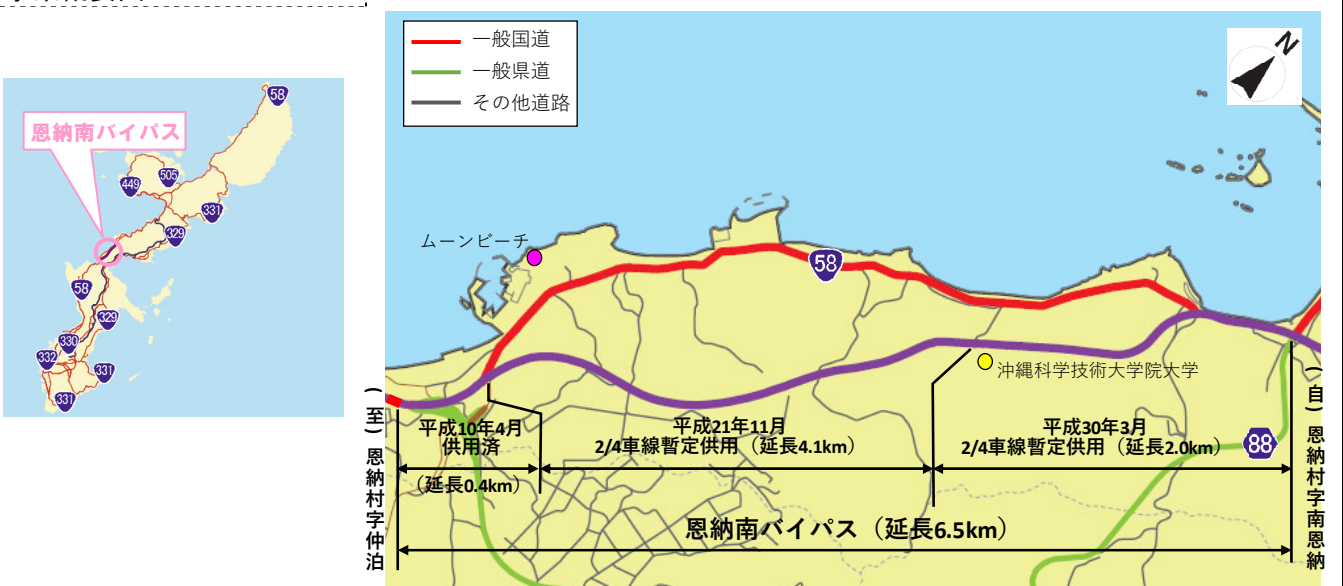 恩納南バイパス
58
449
505
331
329
58
329
330
332
331
331
一般国道
一般県道
その他道路
N
ムーンビーチ
58
沖縄科学技術大学院大学
88
平成10年4月
供用済
(延長0.4km)
平成21年11月
2/4車線暫定供用(延長4.1km)
平成30年3月
2/4車線暫定供用(延長2.0km)
恩納南バイパス(延長6.5km)
(至)恩納村字仲泊
(自)恩納村字南恩納